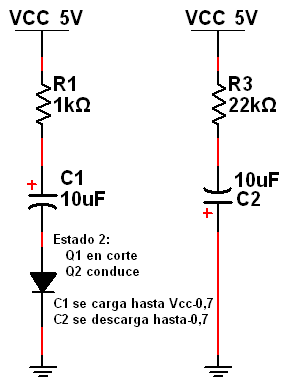 VCC 5V
VCC 5V
R1
1kΩ
R3
22kΩ
+
C1
10uF
10uF
C2
+
Estado 2:
Q1 en corte
Q2 conduce
C1 se carga hasta Vcc-0,7
C2 se descarga hasta-0,7